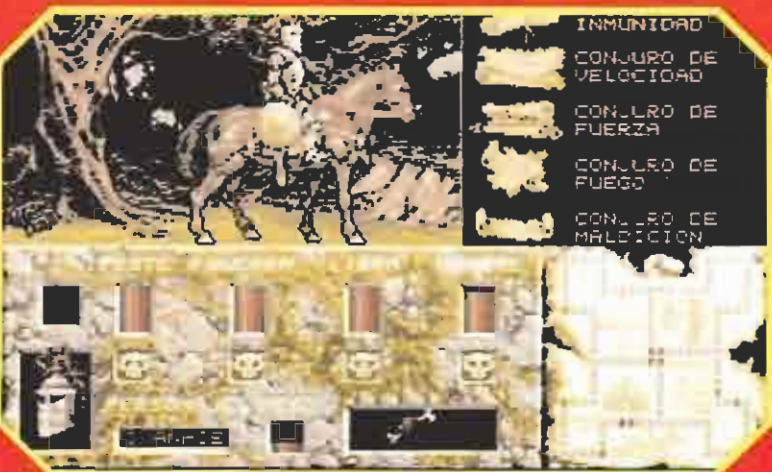 INMUNIDAD
CONJURO DE
VELOCIDAD
CONJURO DE
FUERZA
CONJURO DE
FUEGO
CONJURO DE
MALDICION